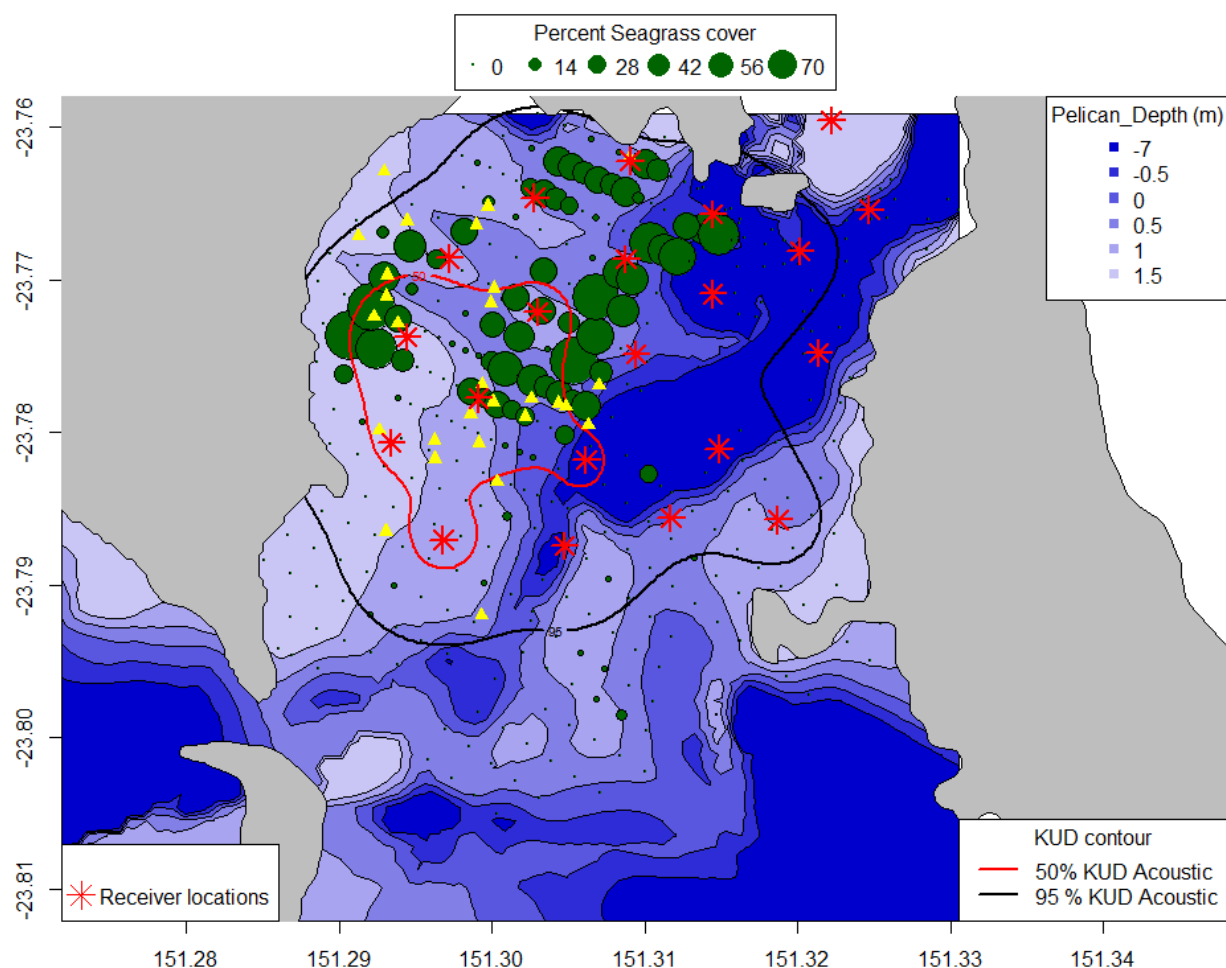 Percent Seagrass cover
0 14 28 42 56 70
Pelican_Depth (m)
-7
-0.5
0
0.5
1
1.5
-23.76
-23.77
-23.78
-23.79
-23.80
-23.81
50
95
KUD contour
50% KUD Acoustic
95 % KUD Acoustic
Receiver locations
151.28 151.29 151.30 151.31 151.32 151.33 151.34